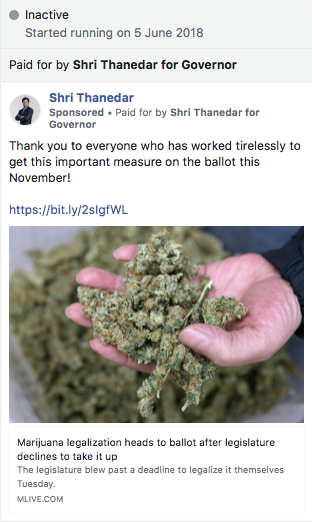 Inactive
Started running on 5 June 2018
Paid for by Shri Thanedar for Governor
Shri Thanedar
Sponsored • Paid for by Shri Thanedar for
Governor
Thank you to everyone who has worked tirelessly to
get this important measure on the ballot this
November!
https://bit.ly/2sIgfWL
Marijuana legalization heads to ballot after legislature
declines to take it up
The legislature blew past a deadline to legalize it themselves
Tuesday.
MLIVE.COM